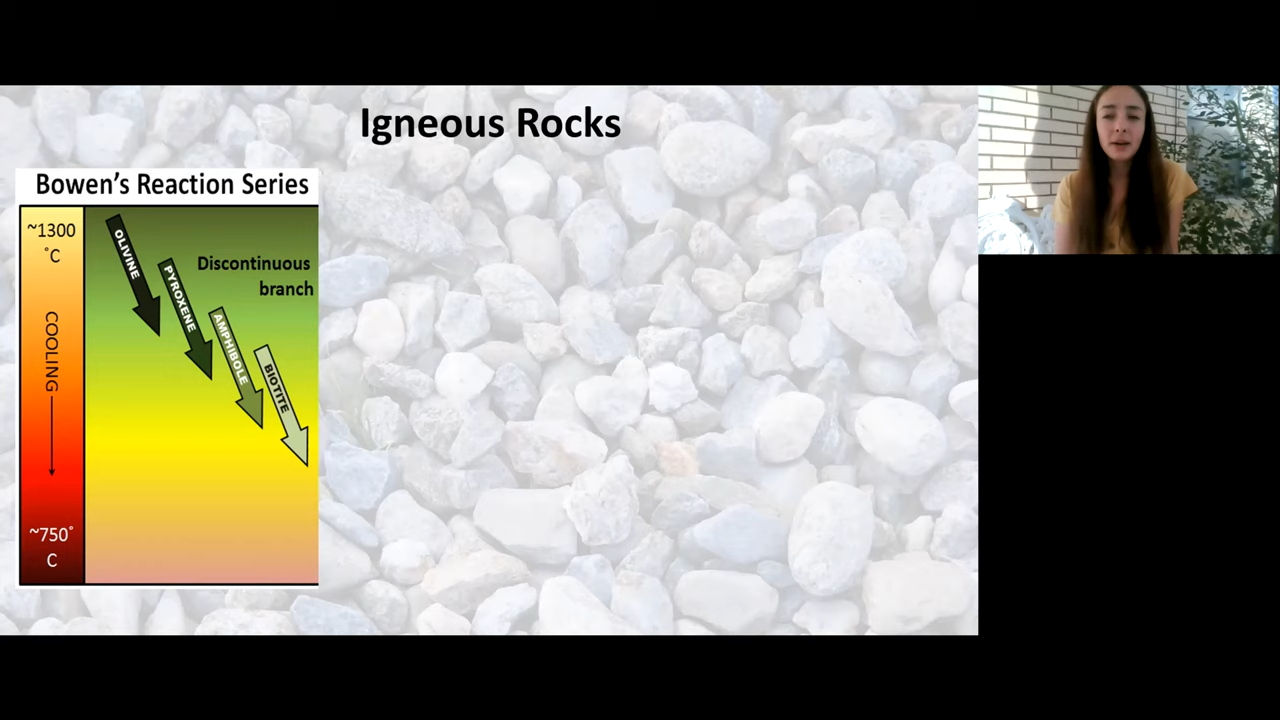 Igneous Rocks
Bowen's Reaction Series
~1300
°C
COOLING
~750°
C
OLIVINE
PYROXENE
AMPHIBOLE
BIOTITE
Discontinuous
branch